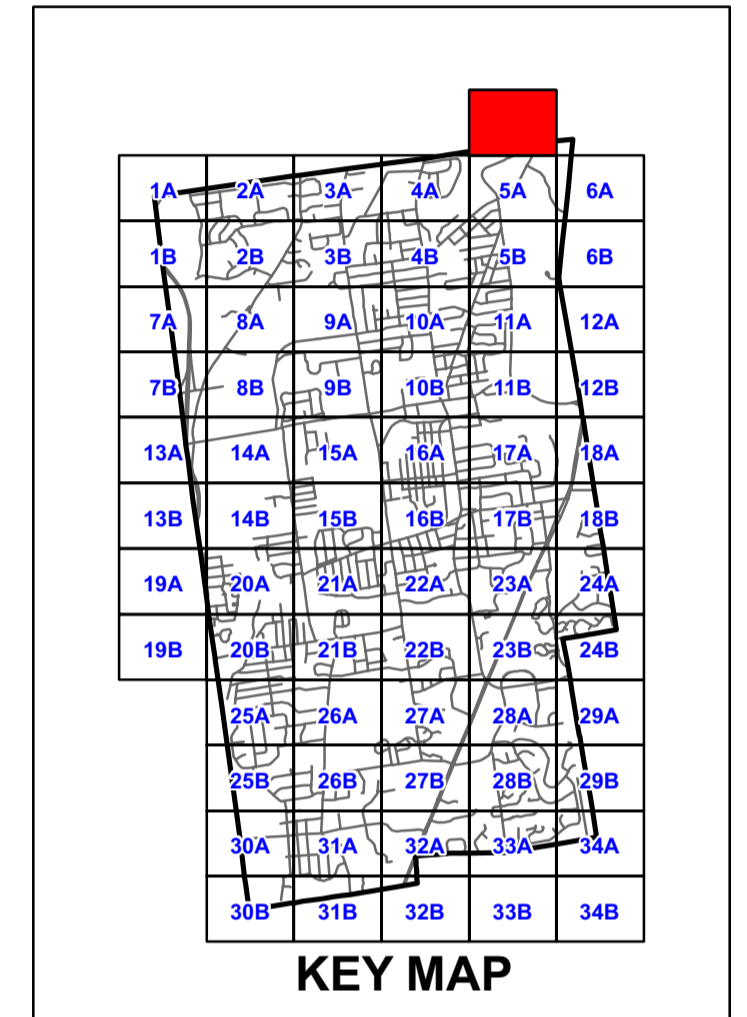 1A 2A 3A 4A 5A 6A
1B 2B 3B 4B 5B 6B
7A 8A 9A 10A 11A 12A
7B 8B 9B 10B 11B 12B
13A 14A 15A 16A 17A 18A
13B 14B 15B 16B 17B 18B
19A 20A 21A 22A 23A 24A
19B 20B 21B 22B 23B 24B
25A 26A 27A 28A 29A
25B 26B 27B 28B 29B
30A 31A 32A 33A 34A
30B 31B 32B 33B 34B
KEY MAP